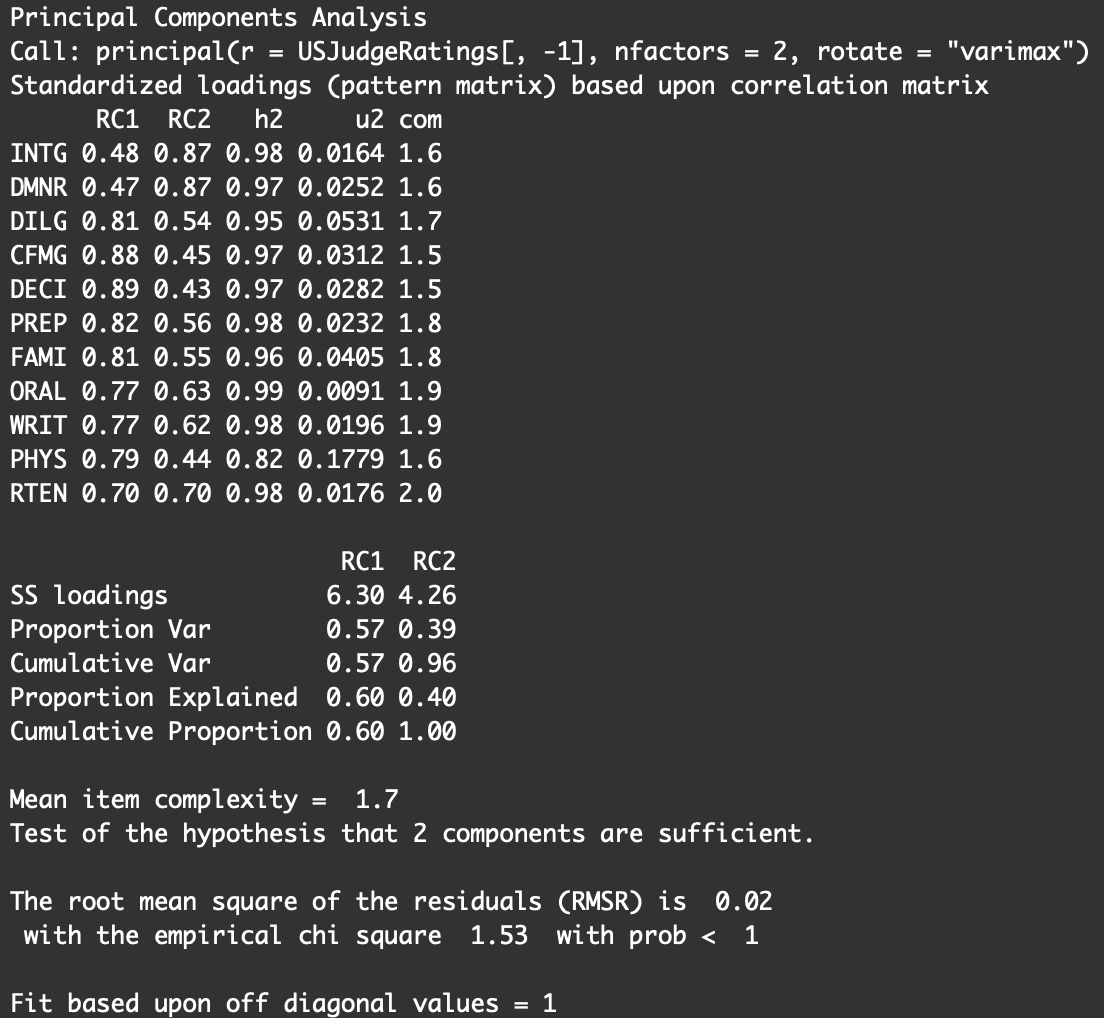 Principal Components Analysis
Call: principal(r = USJudgeRatings[, -1], nfactors = 2, rotate = "varimax")
Standardized loadings (pattern matrix) based upon correlation matrix
      RC1  RC2   h2     u2 com
INTG 0.48 0.87 0.98 0.0164 1.6
DMNR 0.47 0.87 0.97 0.0252 1.6
DILG 0.81 0.54 0.95 0.0531 1.7
CFMG 0.88 0.45 0.97 0.0312 1.5
DECI 0.89 0.43 0.97 0.0282 1.5
PREP 0.82 0.56 0.98 0.0232 1.8
FAMI 0.81 0.55 0.96 0.0405 1.8
ORAL 0.77 0.63 0.99 0.0091 1.9
WRIT 0.77 0.62 0.98 0.0196 1.9
PHYS 0.79 0.44 0.82 0.1779 1.6
RTEN 0.70 0.70 0.98 0.0176 2.0
                       RC1  RC2
SS loadings           6.30 4.26
Proportion Var        0.57 0.39
Cumulative Var        0.57 0.96
Proportion Explained  0.60 0.40
Cumulative Proportion 0.60 1.00
Mean item complexity =  1.7
Test of the hypothesis that 2 components are sufficient.
The root mean square of the residuals (RMSR) is  0.02
 with the empirical chi square  1.53  with prob <  1
Fit based upon off diagonal values = 1